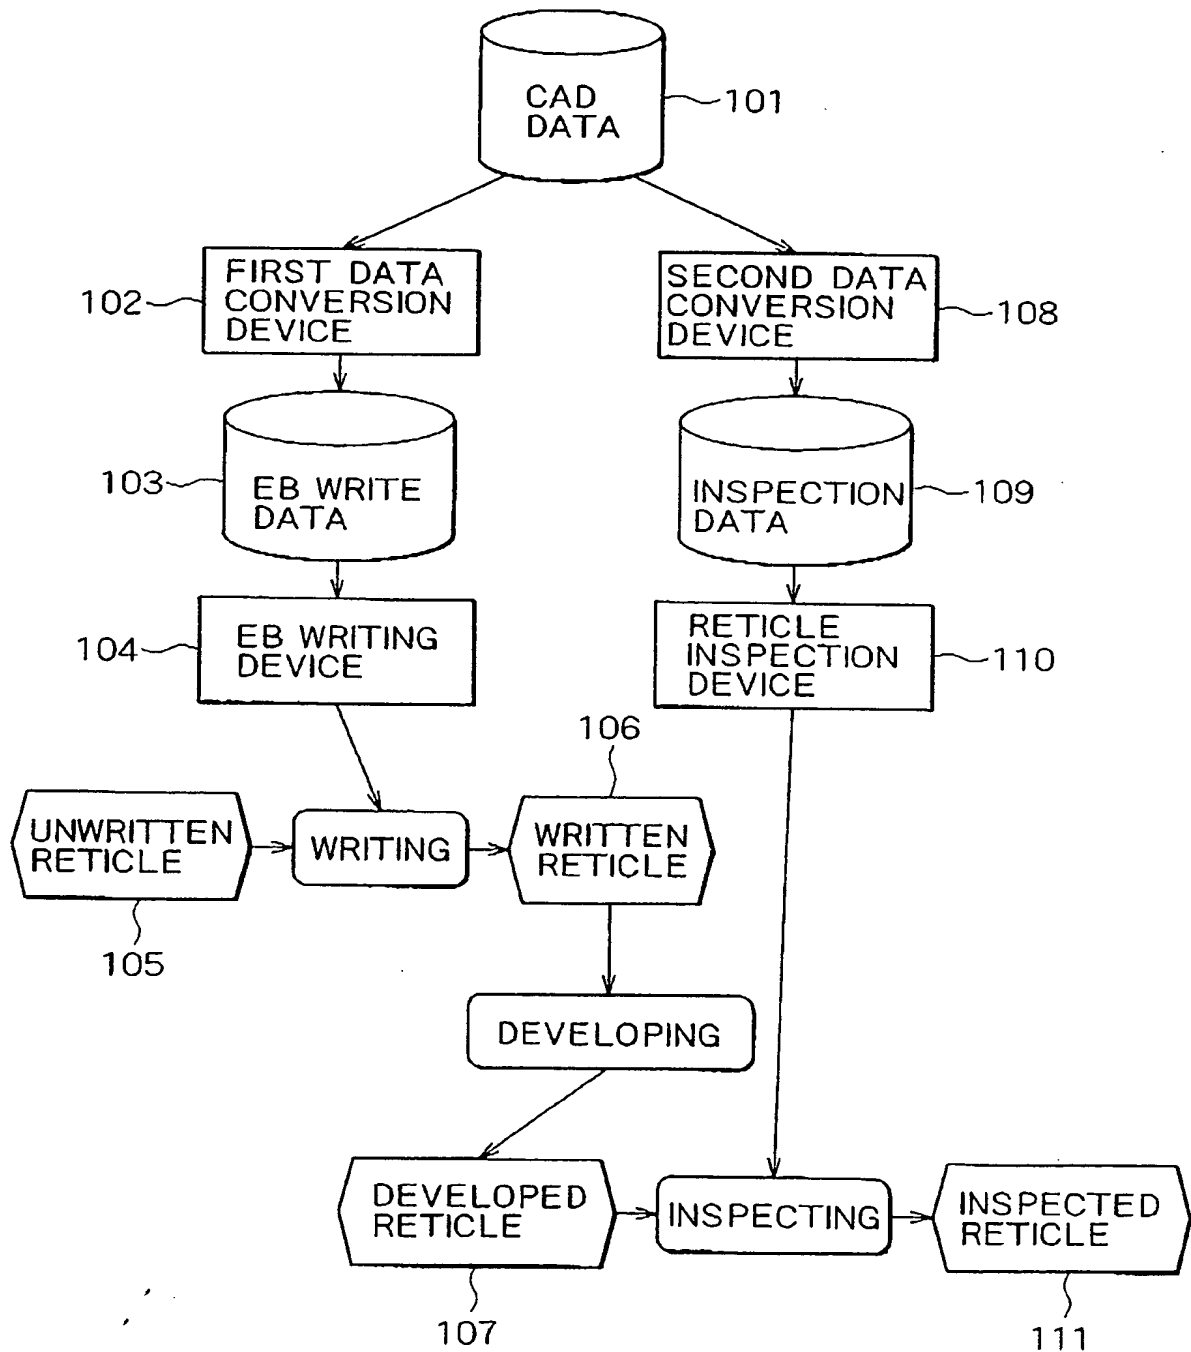 CAD
DATA
101
FIRST DATA
CONVERSION
DEVICE
102
SECOND DATA
CONVERSION
DEVICE
108
103
EB WRITE
DATA
INSPECTION
DATA
109
104
EB WRITING
DEVICE
RETICLE
INSPECTION
DEVICE
110
106
UNWRITTEN
RETICLE
WRITING
WRITTEN
RETICLE
105
DEVELOPING
DEVELOPED
RETICLE
INSPECTING
INSPECTED
RETICLE
107
111